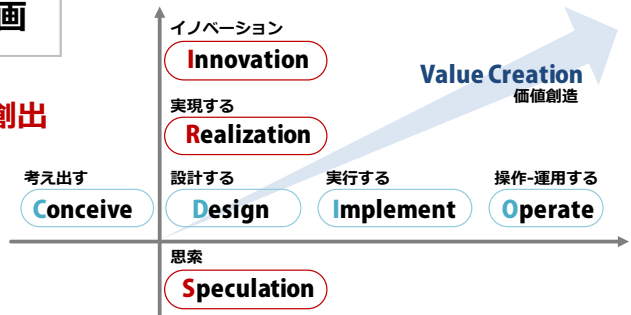 画
創出
イノベーション
Innovation
Value Creation
価値創造
実現する
Realization
考え出す
設計する
実行する
操作-運用する
Conceive
Design
Implement
Operate
思索
Speculation